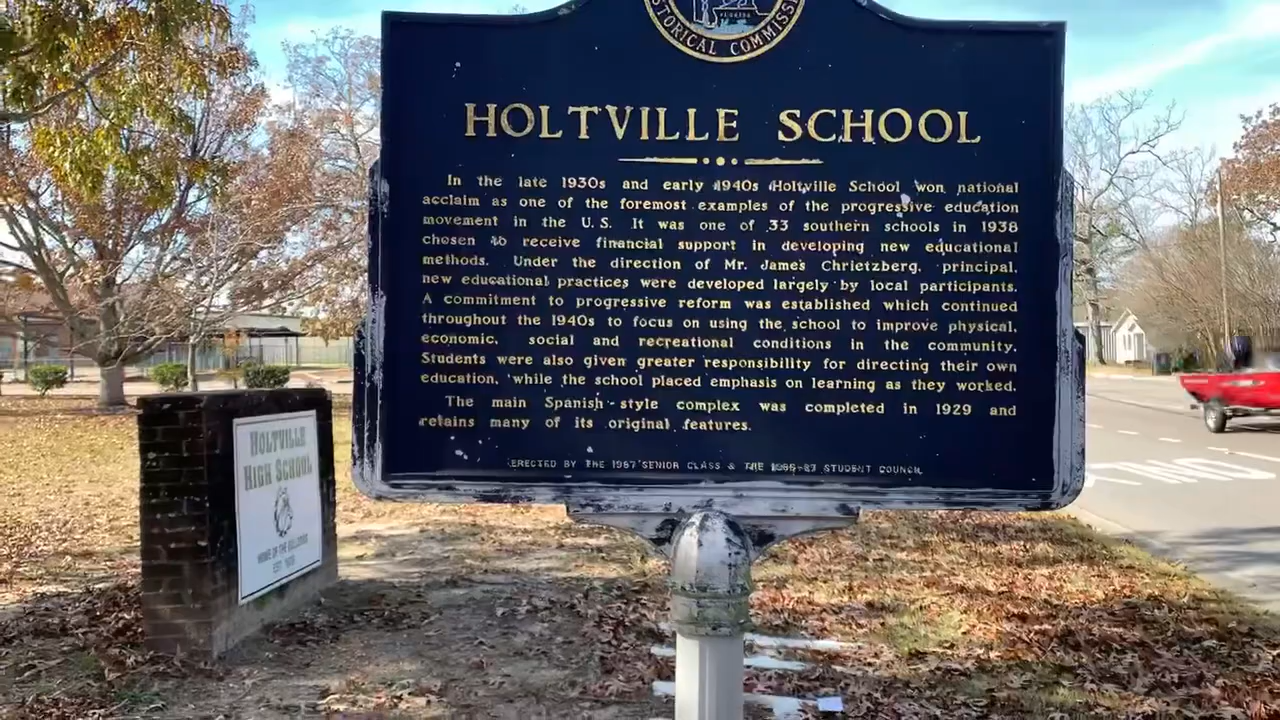 STORICAL COMMISS
HOLTVILLE SCHOOL
In the late 1930s and early 1940s Holtville School won national
acclaim as one of the foremost examples of the progressive education
movement in the U.S. It was one of 33 southern schools in 1938
chosen to receive financial support in developing new educational
methods. Under the direction of Mr. James Chrietzberg, principal,
new educational practices were developed largely by local participants.
A commitment to progressive reform was established which continued
throughout the 1940s to focus on using the school to improve physical,
economic, social and recreational conditions in the community.
Students were also given greater responsibility for directing their own
education, while the school placed emphasis on learning as they worked.
The main Spanish-style complex was completed in 1929 and
retains many of its original features.
ERECTED BY THE 1987 SENIOR CLASS & THE 1986-87 STUDENT COUNCIL
HOLTVILLE
HIGH SCHOOL
HOME OF THE BULLDOGS
EST.